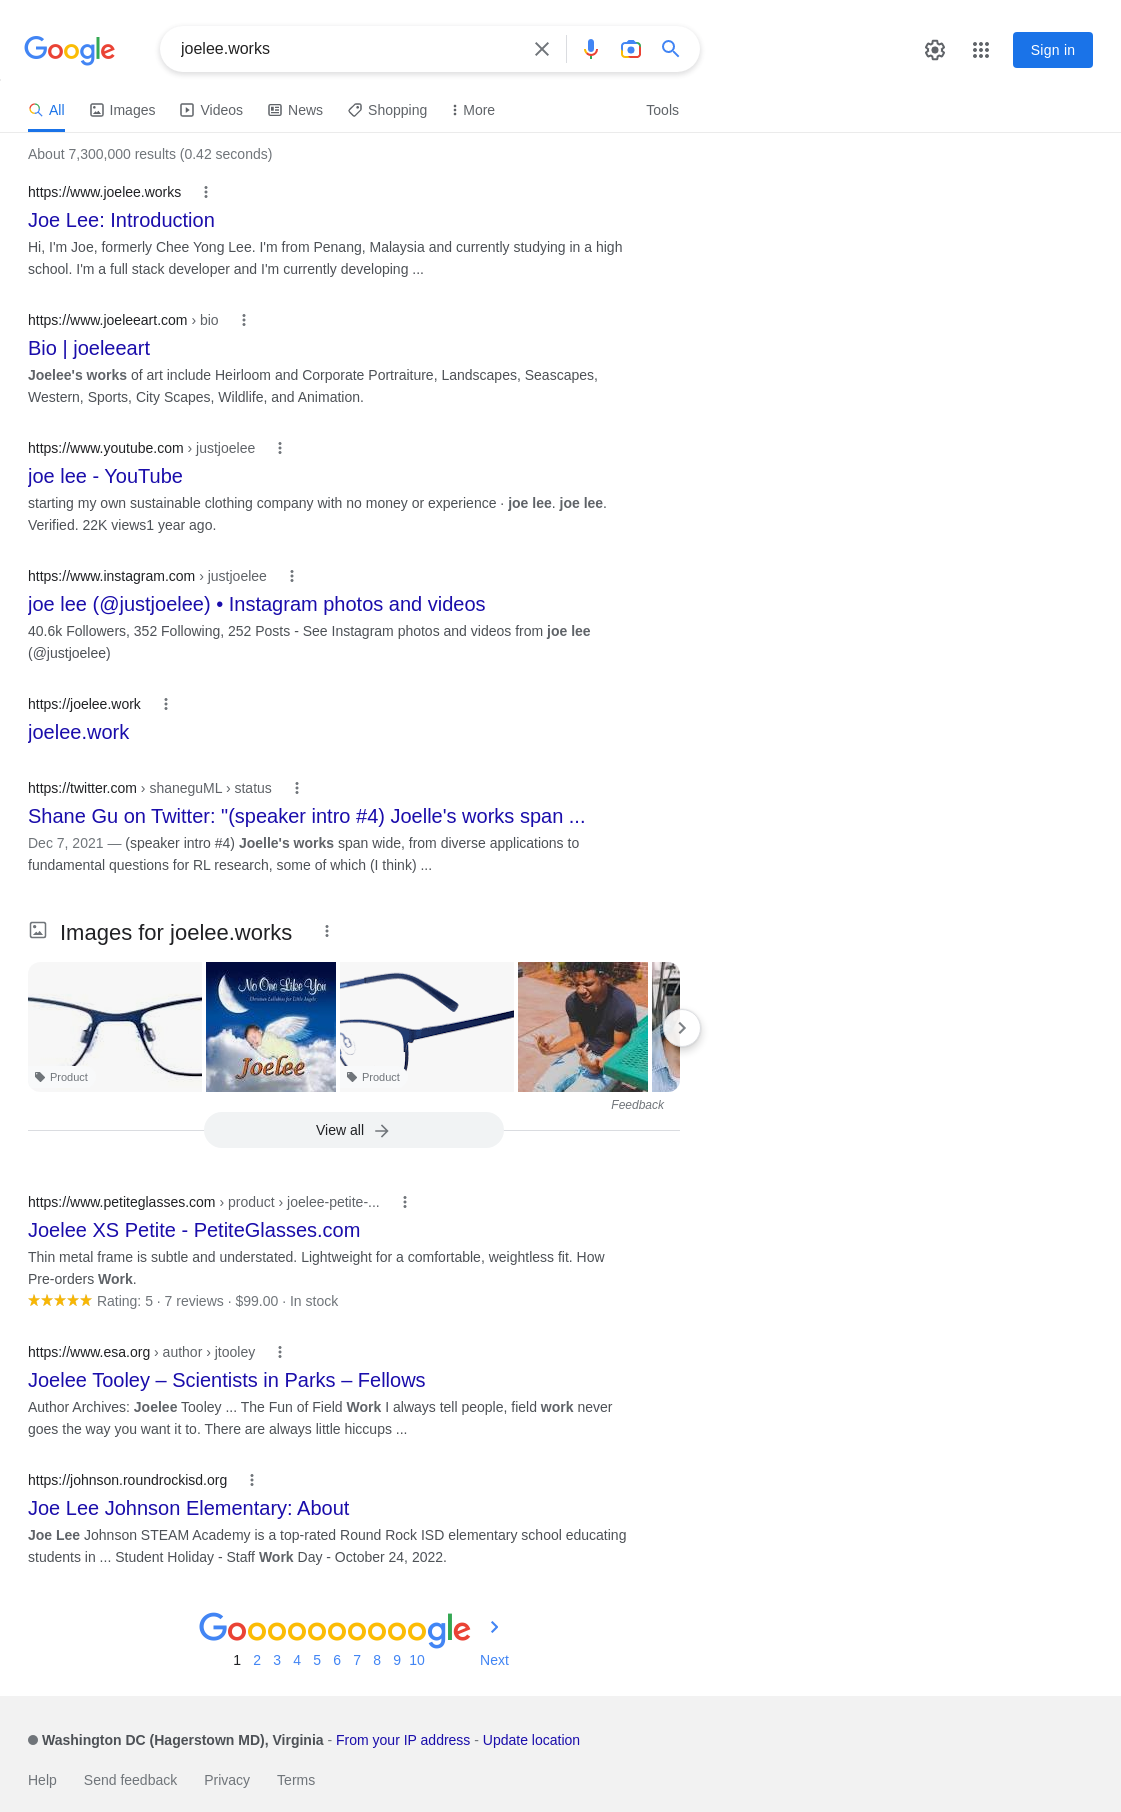 Google
joelee.works
Sign in
All
Images
Videos
News
Shopping
More
Tools
About 7,300,000 results (0.42 seconds)
https://www.joelee.works
Joe Lee: Introduction
Hi, I'm Joe, formerly Chee Yong Lee. I'm from Penang, Malaysia and currently studying in a high
school. I'm a full stack developer and I'm currently developing ...
https://www.joeleeart.com › bio
Bio | joeleeart
Joelee's works of art include Heirloom and Corporate Portraiture, Landscapes, Seascapes,
Western, Sports, City Scapes, Wildlife, and Animation.
https://www.youtube.com › justjoelee
joe lee - YouTube
starting my own sustainable clothing company with no money or experience · joe lee. joe lee.
Verified. 22K views1 year ago.
https://www.instagram.com › justjoelee
joe lee (@justjoelee) • Instagram photos and videos
40.6k Followers, 352 Following, 252 Posts - See Instagram photos and videos from joe lee
(@justjoelee)
https://joelee.work
joelee.work
https://twitter.com › shaneguML › status
Shane Gu on Twitter: "(speaker intro #4) Joelle's works span ...
Dec 7, 2021 — (speaker intro #4) Joelle's works span wide, from diverse applications to
fundamental questions for RL research, some of which (I think) ...
Images for joelee.works
No One Like You
Christian Lullabies for Little Angels
Joelee
Product
Product
Feedback
View all
https://www.petiteglasses.com › product › joelee-petite-...
Joelee XS Petite - PetiteGlasses.com
Thin metal frame is subtle and understated. Lightweight for a comfortable, weightless fit. How
Pre-orders Work.
Rating: 5 · 7 reviews · $99.00 · In stock
https://www.esa.org › author › jtooley
Joelee Tooley – Scientists in Parks – Fellows
Author Archives: Joelee Tooley ... The Fun of Field Work I always tell people, field work never
goes the way you want it to. There are always little hiccups ...
https://johnson.roundrockisd.org
Joe Lee Johnson Elementary: About
Joe Lee Johnson STEAM Academy is a top-rated Round Rock ISD elementary school educating
students in ... Student Holiday - Staff Work Day - October 24, 2022.
Goooooooooogle
1 2 3 4 5 6 7 8 9 10 Next
Washington DC (Hagerstown MD), Virginia - From your IP address - Update location
Help Send feedback Privacy Terms